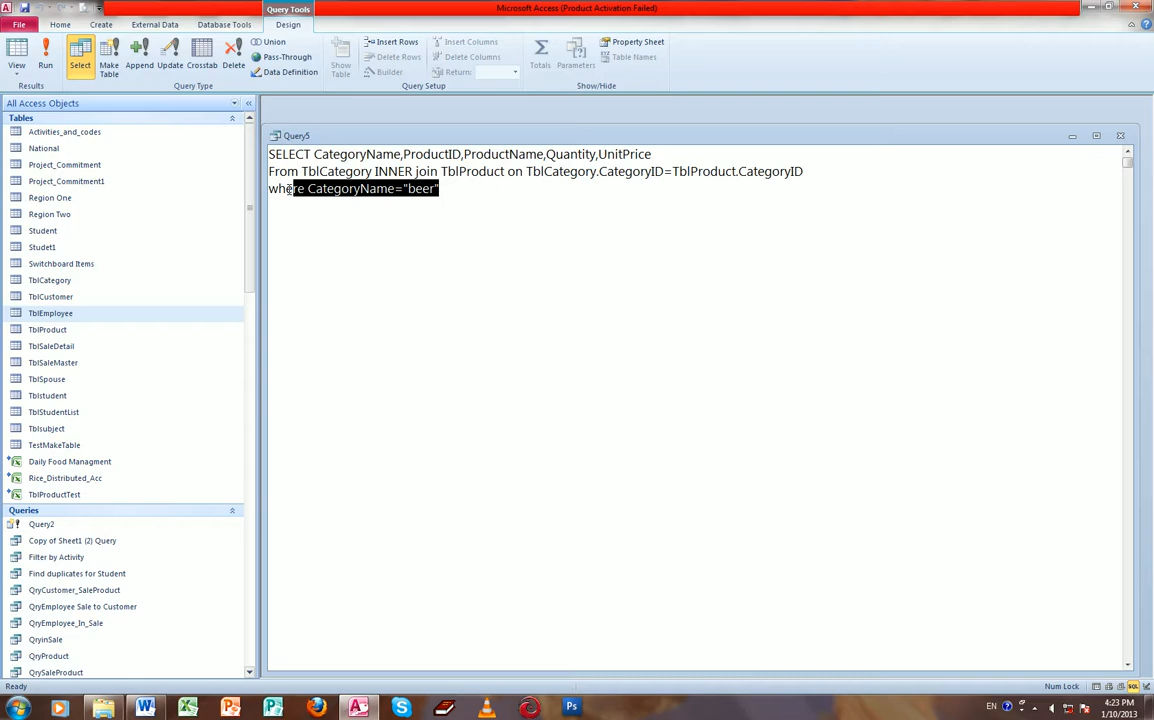 Query Tools
Microsoft Access (Product Activation Failed)
File Home Create External Data Database Tools Design
View
Run
Select
Make Table
Append
Update
Crosstab
Delete
Union
Pass-Through
Data Definition
Show Table
Insert Rows
Delete Rows
Builder
Insert Columns
Delete Columns
Return:
Totals
Parameters
Property Sheet
Table Names
Results
Query Type
Query Setup
Show/Hide
All Access Objects
Tables
Activities_and_codes
National
Project_Commitment
Project_Commitment1
Region One
Region Two
Student
Studet1
Switchboard Items
TblCategory
TblCustomer
TblEmployee
TblProduct
TblSaleDetail
TblSaleMaster
TblSpouse
Tblstudent
TblStudentList
Tblsubject
TestMakeTable
Daily Food Managment
Rice_Distributed_Acc
TblProductTest
Queries
Query2
Copy of Sheet1 (2) Query
Filter by Activity
Find duplicates for Student
QryCustomer_SaleProduct
QryEmployee Sale to Customer
QryEmployee_In_Sale
QryinSale
QryProduct
QrySaleProduct
Query5
SELECT CategoryName,ProductID,ProductName,Quantity,UnitPrice
From TblCategory INNER join TblProduct on TblCategory.CategoryID=TblProduct.CategoryID
where CategoryName="beer"
Ready
Num Lock
SQL
EN
4:23 PM
1/10/2013